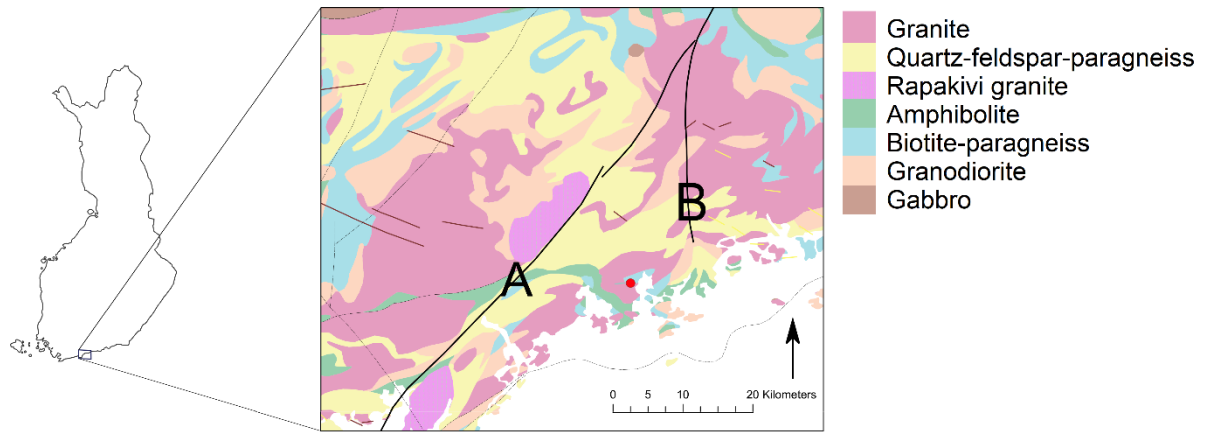 Granite
Quartz-feldspar-paragneiss
Rapakivi granite
Amphibolite
Biotite-paragneiss
Granodiorite
Gabbro
B
A
0 5 10 20 Kilometers